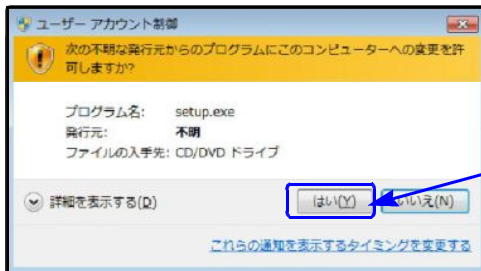 ユーザー アカウント制御
次の不明な発行元からのプログラムにこのコンピューターへの変更を許
可しますか?
プログラム名: setup.exe
発行元: 不明
ファイルの入手先: CD/DVD ドライブ
詳細を表示する(D)
はい(Y)
いいえ(N)
これらの通知を表示するタイミングを変更する